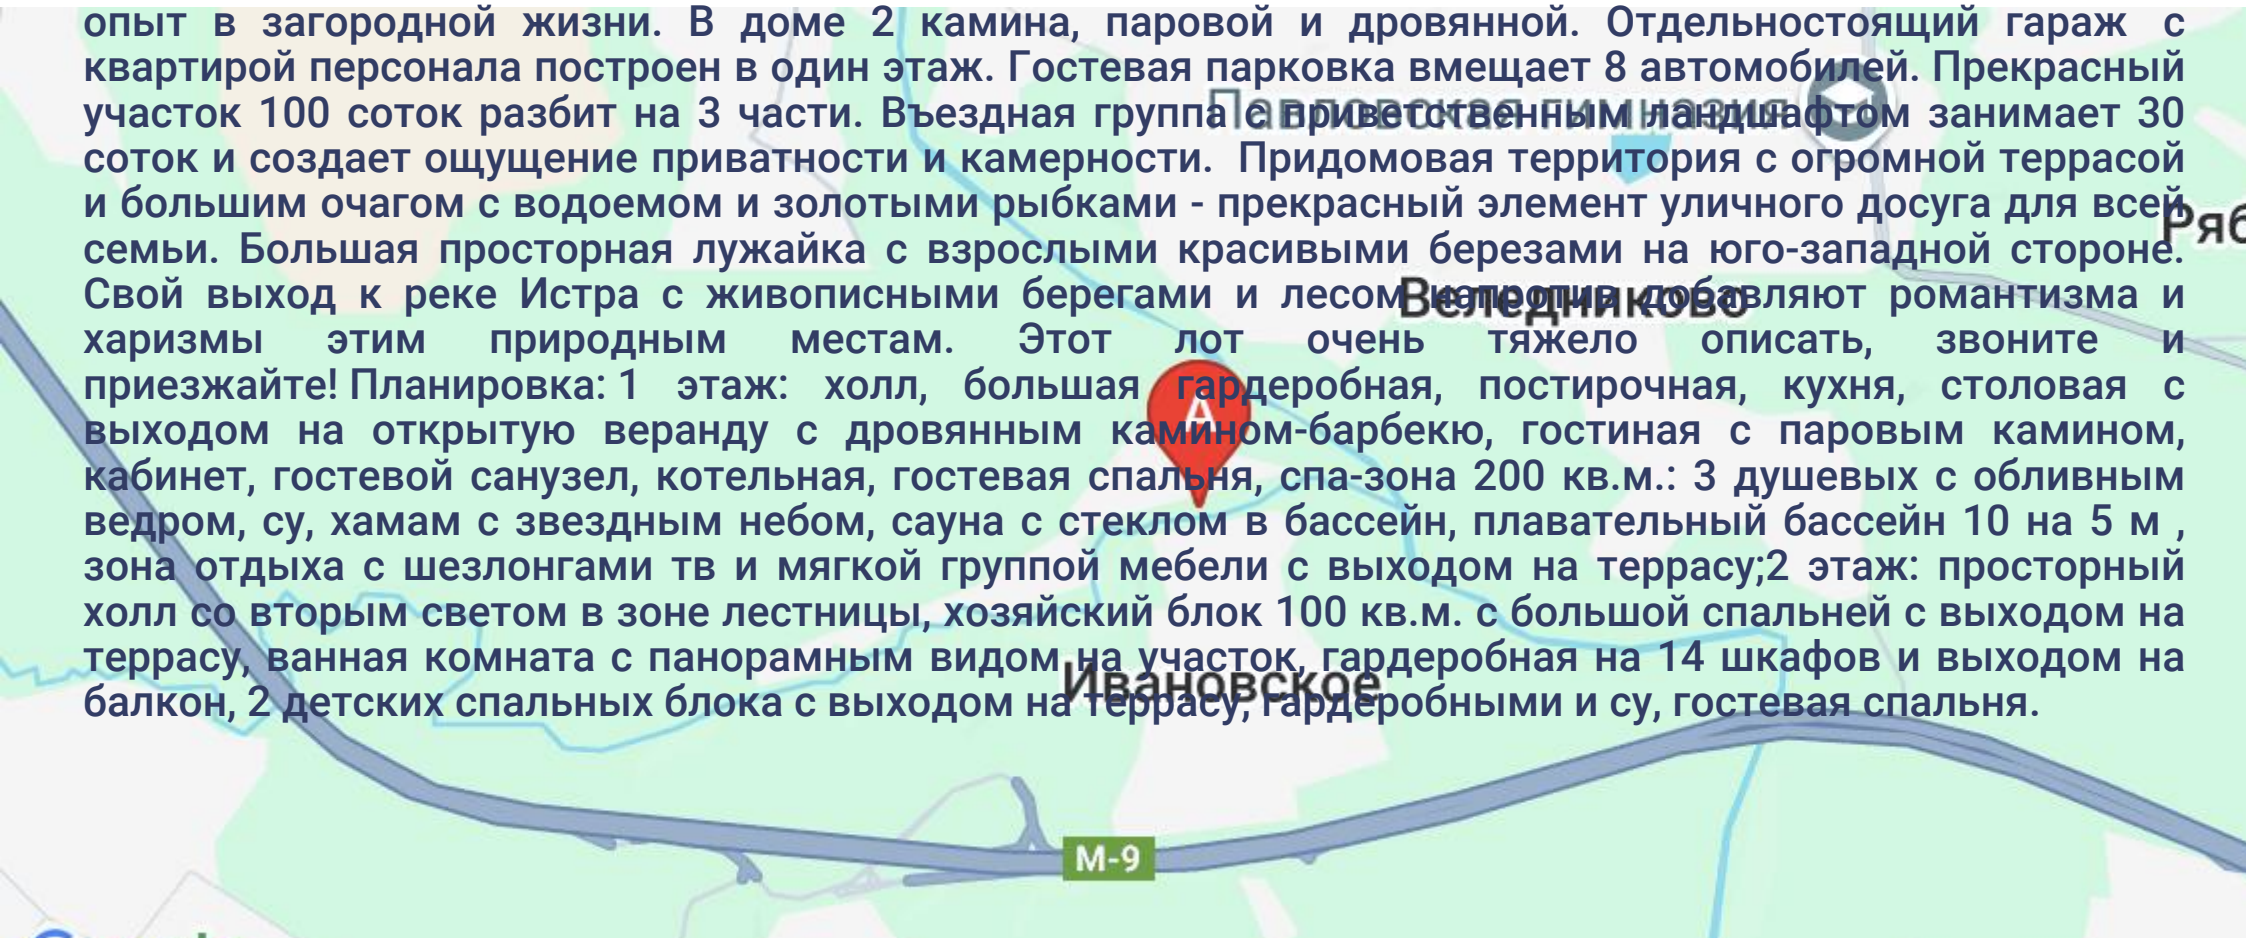 опыт в загородной жизни. В доме 2 камина, паровой и дровянной. Отдельностоящий гараж с
квартирой персонала построен в один этаж. Гостевая парковка вмещает 8 автомобилей. Прекрасный
участок 100 соток разбит на 3 части. Въездная группа с приветственным ландшафтом занимает 30
Павловская гимназия
соток и создает ощущение приватности и камерности. Придомовая территория с огромной террасой
и большим очагом с водоемом и золотыми рыбками - прекрасный элемент уличного досуга для всей
Ряб
семьи. Большая просторная лужайка с взрослыми красивыми березами на юго-западной стороне.
Свой выход к реке Истра с живописными берегами и лесом напротив добавляют романтизма и
Веледниково
харизмы этим природным местам. Этот лот очень тяжело описать, звоните и
приезжайте! Планировка: 1 этаж: холл, большая гардеробная, постирочная, кухня, столовая с
A
выходом на открытую веранду с дровянным камином-барбекю, гостиная с паровым камином,
кабинет, гостевой санузел, котельная, гостевая спальня, спа-зона 200 кв.м.: 3 душевых с обливным
ведром, су, хамам с звездным небом, сауна с стеклом в бассейн, плавательный бассейн 10 на 5 м ,
зона отдыха с шезлонгами тв и мягкой группой мебели с выходом на террасу;2 этаж: просторный
холл со вторым светом в зоне лестницы, хозяйский блок 100 кв.м. с большой спальней с выходом на
террасу, ванная комната с панорамным видом на участок, гардеробная на 14 шкафов и выходом на
Ивановское
балкон, 2 детских спальных блока с выходом на террасу, гардеробными и су, гостевая спальня.
М-9